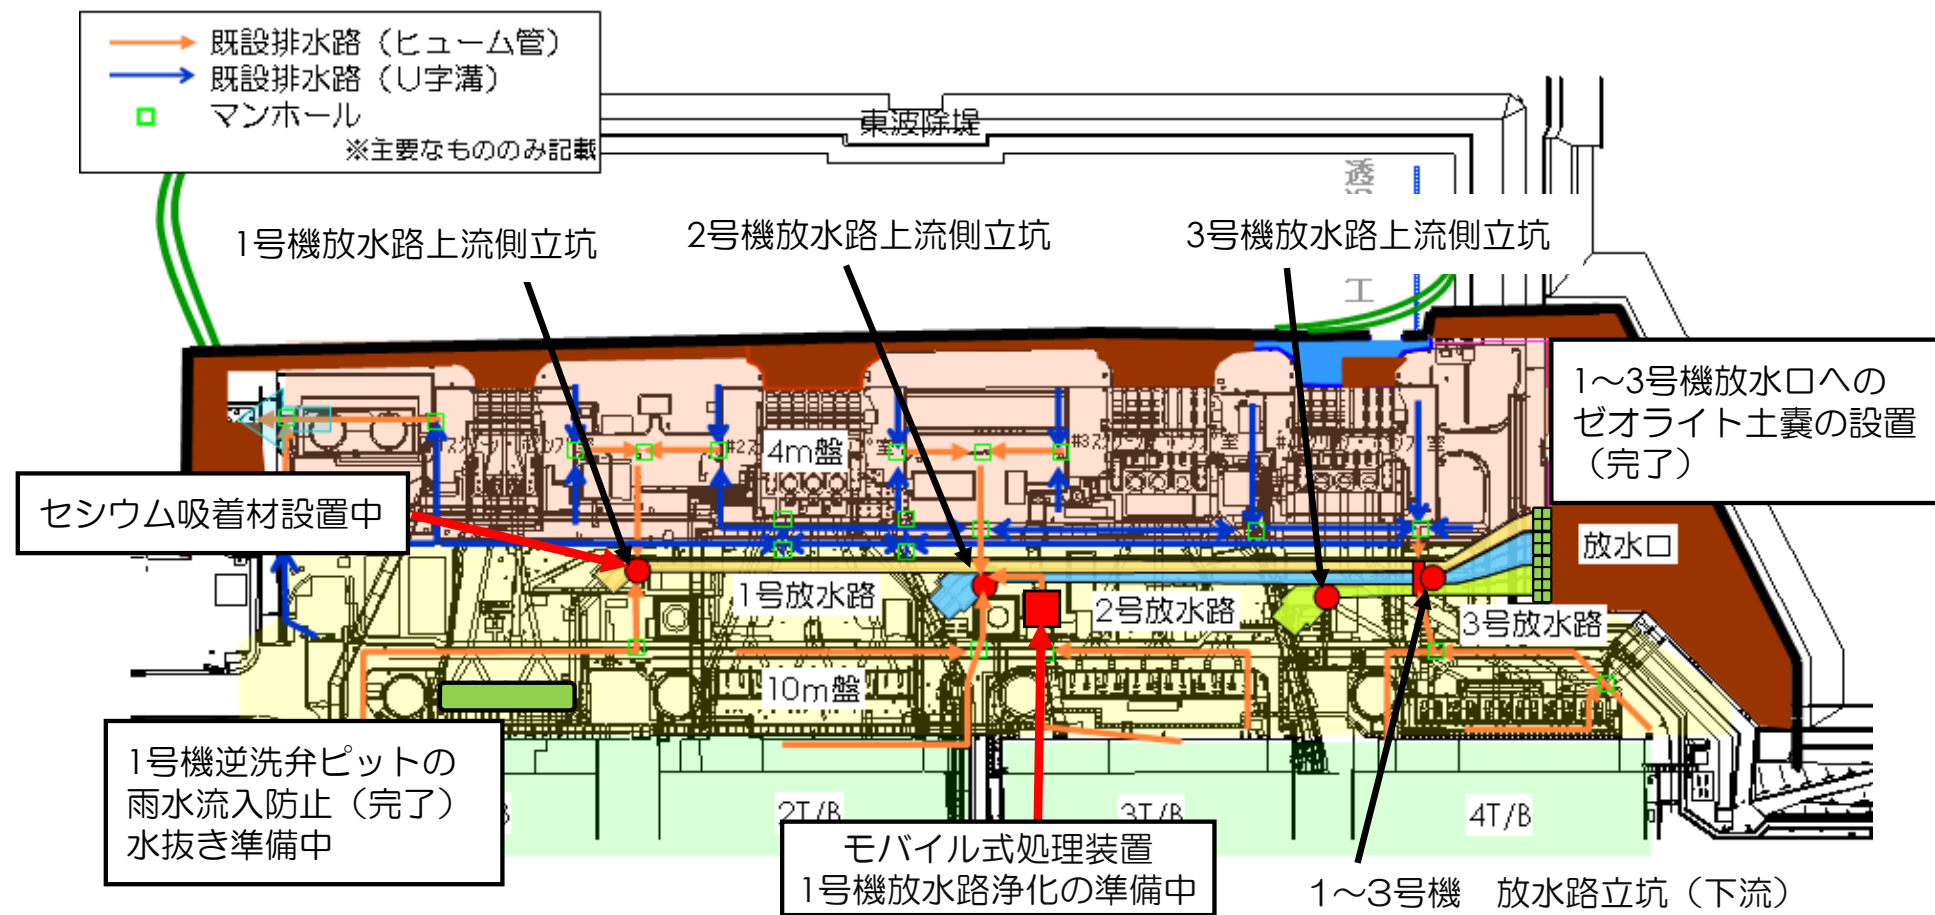 既設排水路（ヒューム管）
既設排水路（U字溝）
マンホール
※主要なもののみ記載
東波除堤
透
工
1号機放水路上流側立坑
2号機放水路上流側立坑
3号機放水路上流側立坑
1～3号機放水口への
ゼオライト土嚢の設置
（完了）
4m盤
セシウム吸着材設置中
放水口
1号放水路
2号放水路
3号放水路
10m盤
1号機逆洗弁ピットの
雨水流入防止（完了）
水抜き準備中
2T/B
3T/B
4T/B
モバイル式処理装置
1号機放水路浄化の準備中
1～3号機　放水路立坑（下流）